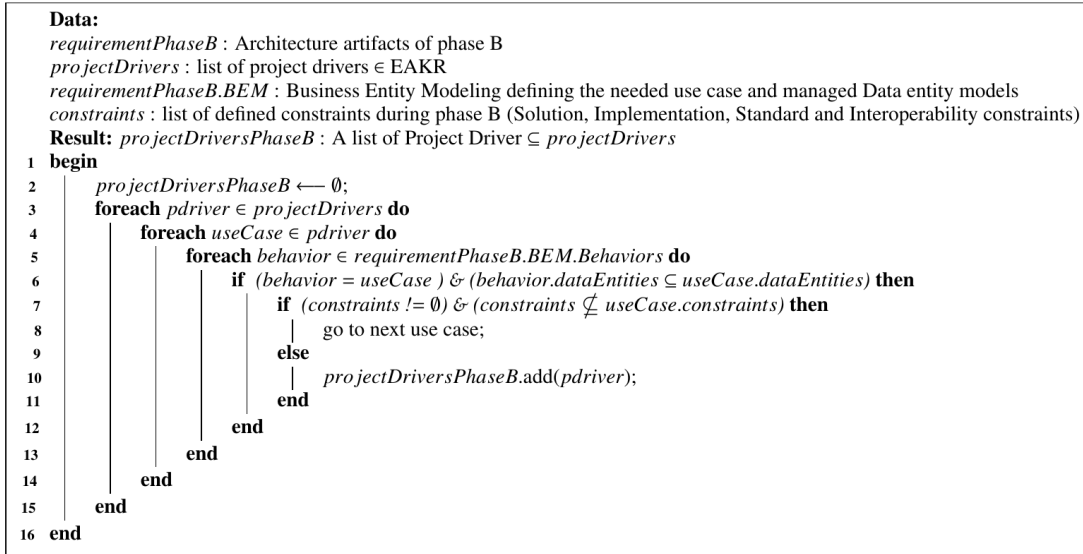 Data:
requirementPhaseB : Architecture artifacts of phase B
projectDrivers : list of project drivers ∈ EAKR
requirementPhaseB.BEM : Business Entity Modeling defining the needed use case and managed Data entity models
constraints : list of defined constraints during phase B (Solution, Implementation, Standard and Interoperability constraints)
Result: projectDriversPhaseB : A list of Project Driver ⊆ projectDrivers
1 begin
2 projectDriversPhaseB ⟵ ∅;
3 foreach pdriver ∈ projectDrivers do
4 foreach useCase ∈ pdriver do
5 foreach behavior ∈ requirementPhaseB.BEM.Behaviors do
6 if (behavior = useCase ) & (behavior.dataEntities ⊆ useCase.dataEntities) then
7 if (constraints != ∅) & (constraints ⊈ useCase.constraints) then
8 go to next use case;
9 else
10 projectDriversPhaseB.add(pdriver);
11 end
12 end
13 end
14 end
15 end
16 end